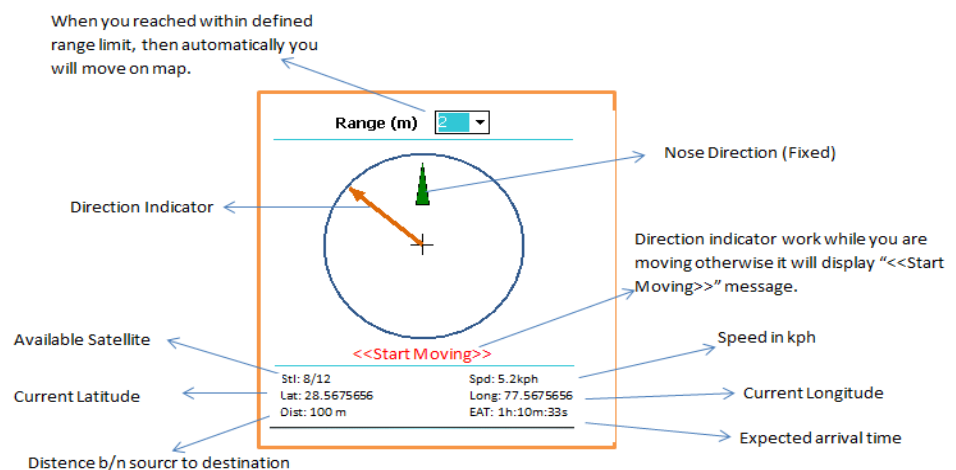 When you reached within defined
range limit, then automatically you
will move on map.
Range (m) 2
Nose Direction (Fixed)
Direction Indicator
Direction indicator work while you are
moving otherwise it will display “<<Start
Moving>>” message.
Available Satellite
Speed in kph
<<Start Moving>>
Stl: 8/12
Spd: 5.2kph
Current Latitude
Lat: 28.5675656
Long: 77.5675656
Current Longitude
Dist: 100 m
EAT: 1h:10m:33s
Expected arrival time
Distence b/n sourcr to destination